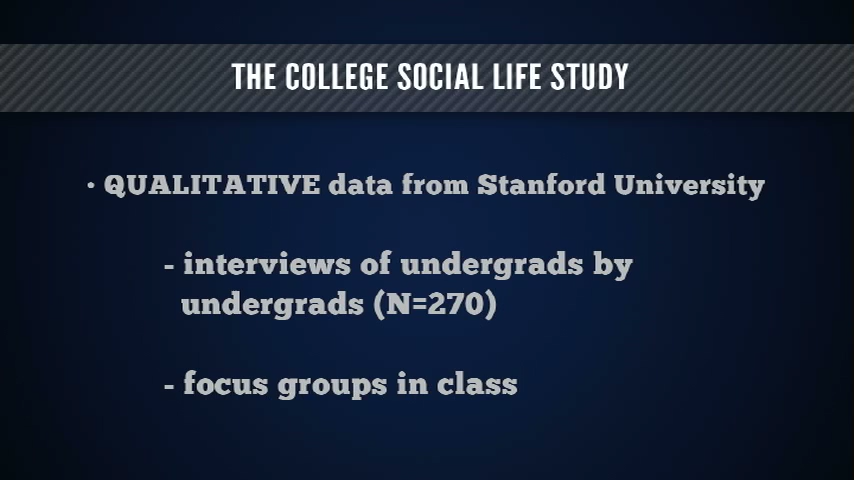 THE COLLEGE SOCIAL LIFE STUDY
• QUALITATIVE data from Stanford University
- interviews of undergrads by
undergrads (N=270)
- focus groups in class